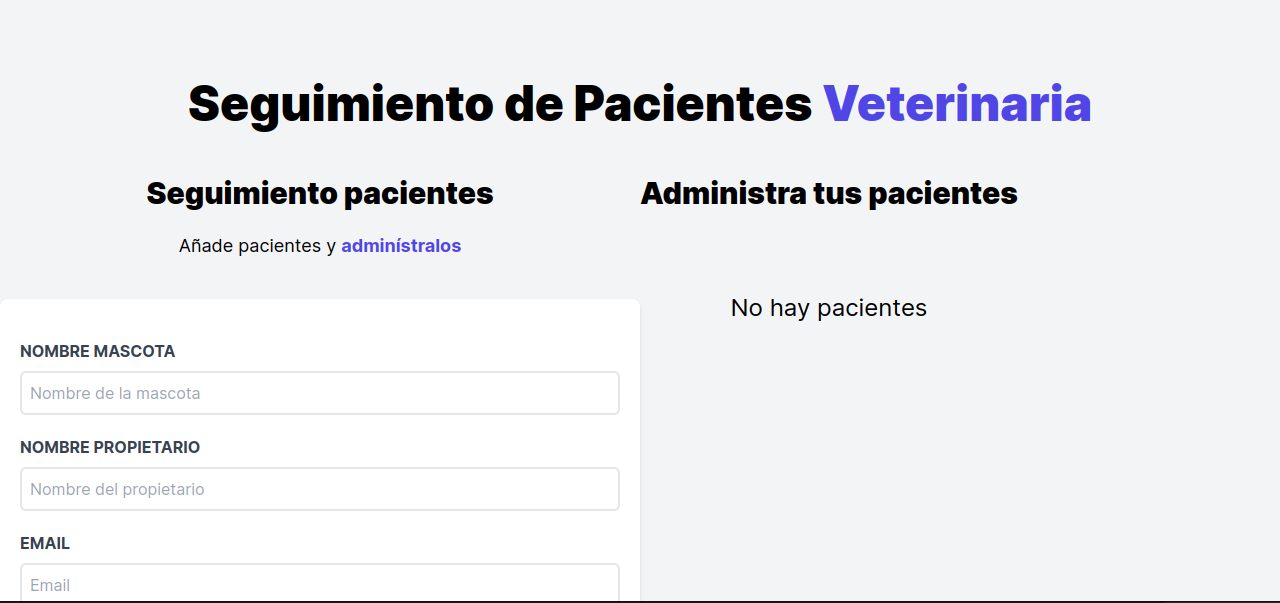 Seguimiento de Pacientes Veterinaria
Seguimiento pacientes
Añade pacientes y adminístralos
NOMBRE MASCOTA
Nombre de la mascota
NOMBRE PROPIETARIO
Nombre del propietario
EMAIL
Email
Administra tus pacientes
No hay pacientes